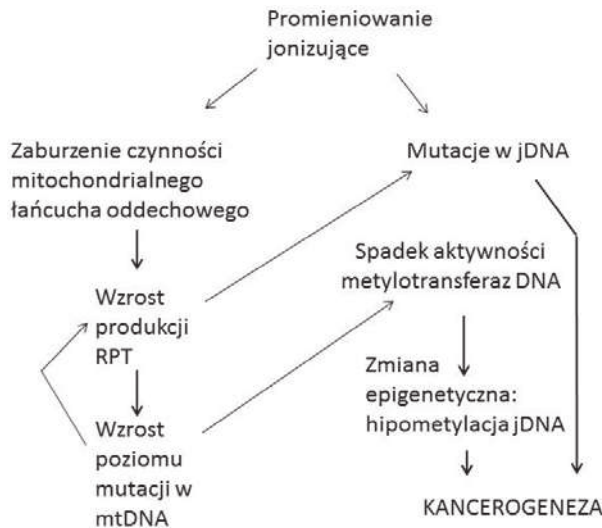 Promieniowanie
jonizujące
Zaburzenie czynności
mitochondrialnego
łańcucha oddechowego
Mutacje w jDNA
Spadek aktywności
metylotransferaz DNA
Wzrost
produkcji
RPT
Zmiana
epigenetyczna:
hipometylacja jDNA
Wzrost
poziomu
mutacji w
mtDNA
KANCEROGENEZA